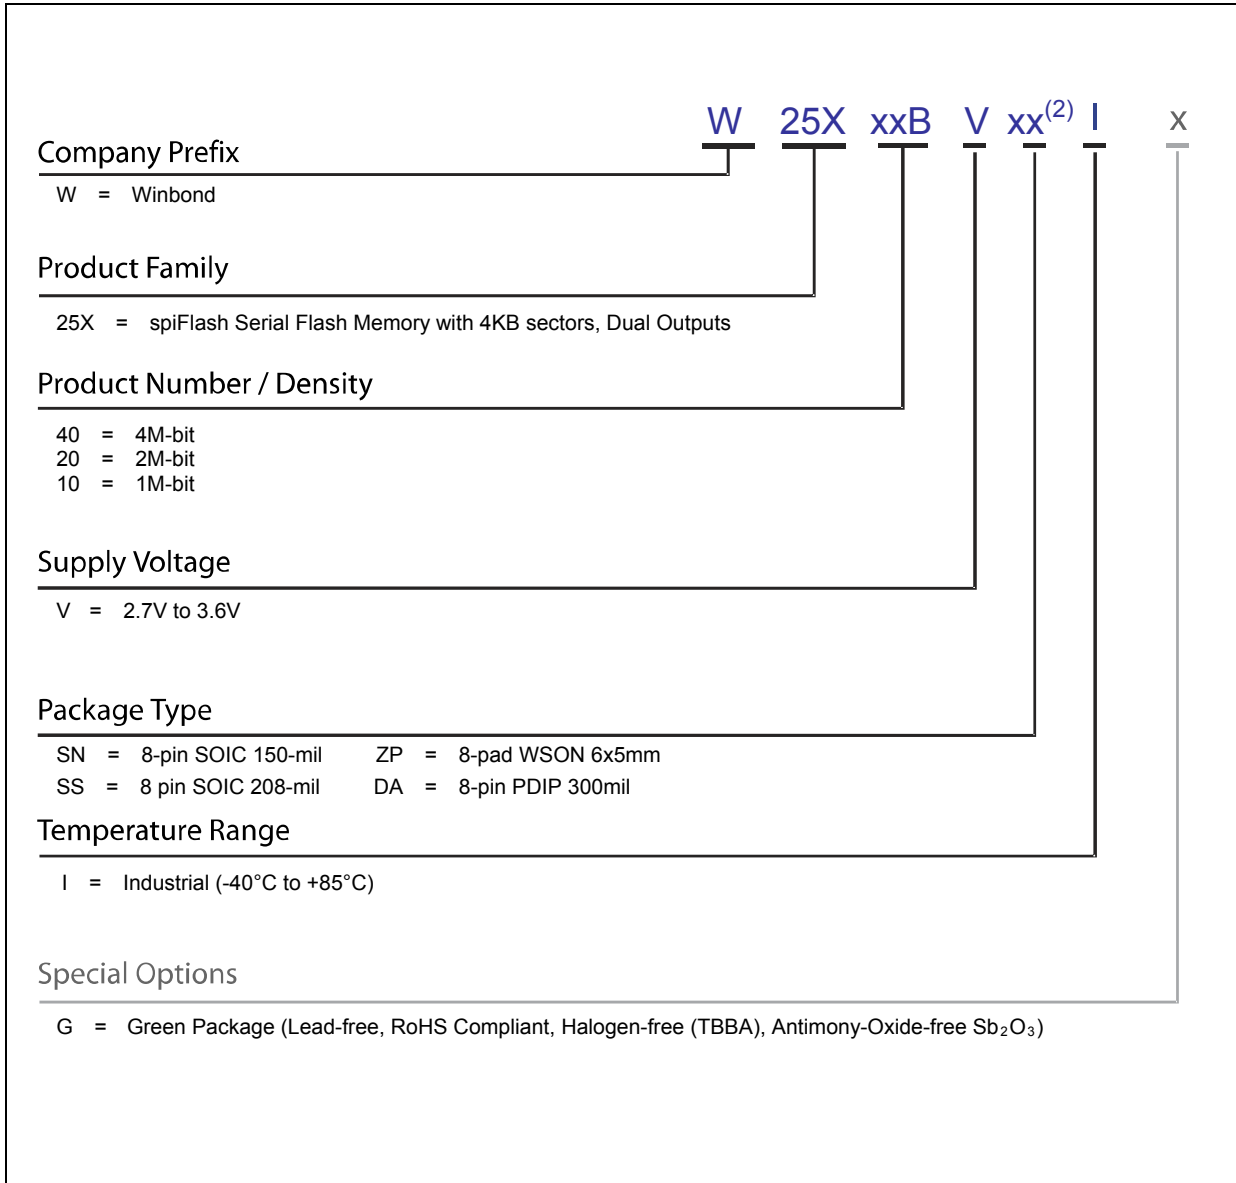 W 25X xxB V xx(2) I x
Company Prefix
W = Winbond
Product Family
25X = spiFlash Serial Flash Memory with 4KB sectors, Dual Outputs
Product Number / Density
40 = 4M-bit
20 = 2M-bit
10 = 1M-bit
Supply Voltage
V = 2.7V to 3.6V
Package Type
SN = 8-pin SOIC 150-mil ZP = 8-pad WSON 6x5mm
SS = 8 pin SOIC 208-mil DA = 8-pin PDIP 300mil
Temperature Range
I = Industrial (-40°C to +85°C)
Special Options
G = Green Package (Lead-free, RoHS Compliant, Halogen-free (TBBA), Antimony-Oxide-free Sb₂O₃)